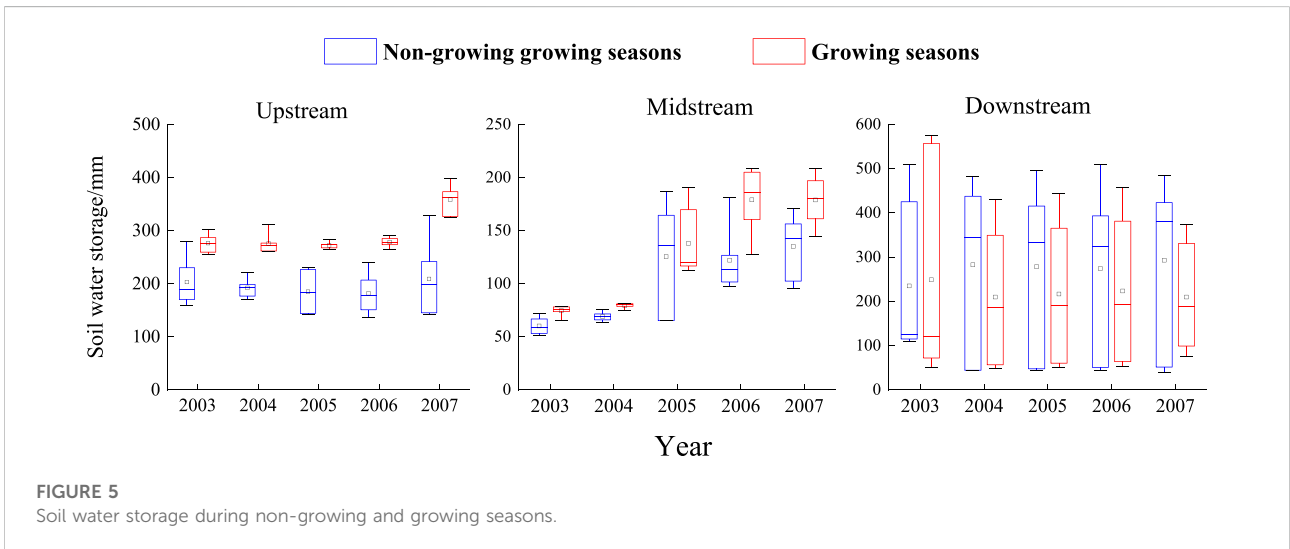 Non-growing growing seasons
Growing seasons
Upstream
Midstream
Downstream
Soil water storage/mm
500
400
300
200
100
0
2003 2004 2005 2006 2007
250
200
150
100
50
0
2003 2004 2005 2006 2007
600
500
400
300
200
100
0
2003 2004 2005 2006 2007
Year
FIGURE 5
Soil water storage during non-growing and growing seasons.